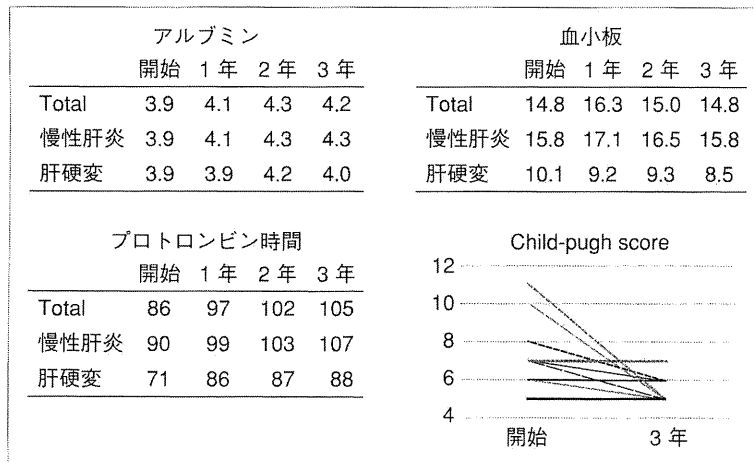 アルブミン
開始 1年 2年 3年
Total 3.9 4.1 4.3 4.2
慢性肝炎 3.9 4.1 4.3 4.3
肝硬変 3.9 3.9 4.2 4.0
血小板
開始 1年 2年 3年
Total 14.8 16.3 15.0 14.8
慢性肝炎 15.8 17.1 16.5 15.8
肝硬変 10.1 9.2 9.3 8.5
プロトロンビン時間
開始 1年 2年 3年
Total 86 97 102 105
慢性肝炎 90 99 103 107
肝硬変 71 86 87 88
Child-pugh score
12
10
8
6
4
開始 3年